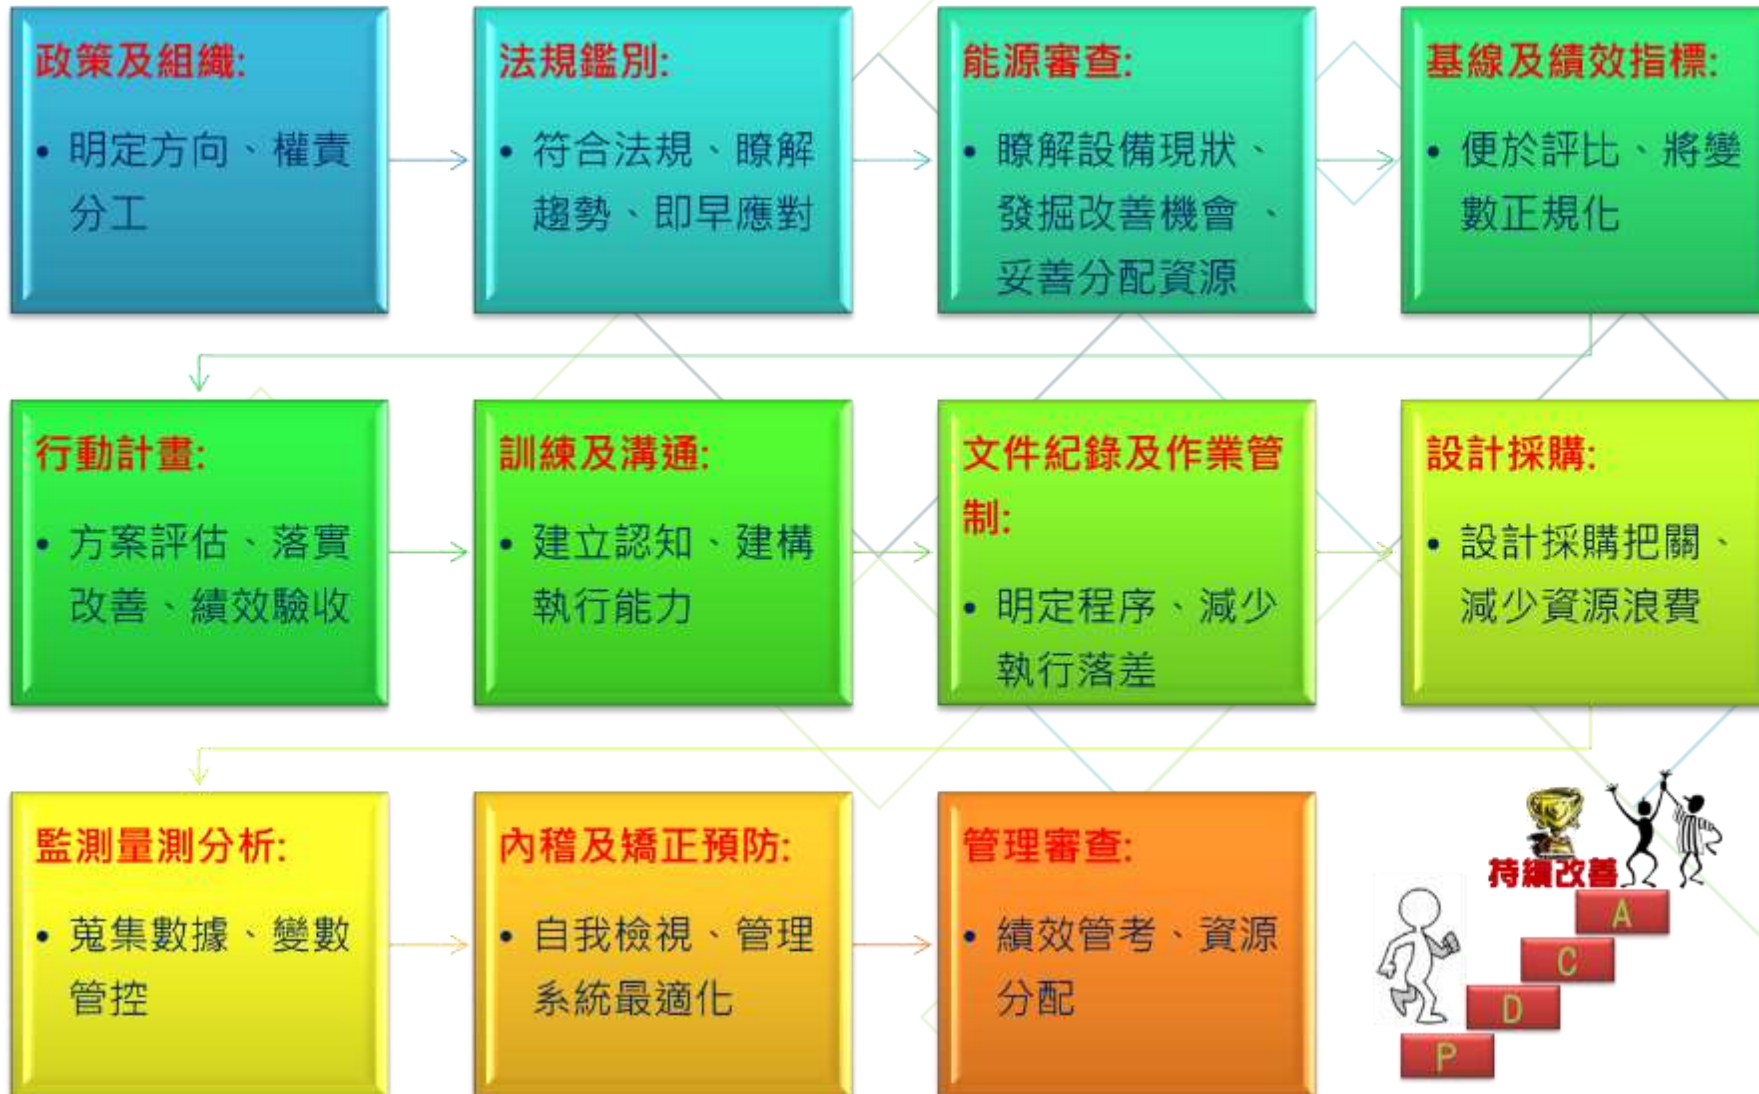 政策及組織:
• 明定方向、權責
分工
法規鑑別:
• 符合法規、瞭解
趨勢、即早應對
能源審查:
• 瞭解設備現狀、
發掘改善機會 、
妥善分配資源
基線及績效指標:
• 便於評比、將變
數正規化
行動計畫:
• 方案評估、落實
改善、績效驗收
訓練及溝通:
• 建立認知、建構
執行能力
文件紀錄及作業管
制:
• 明定程序、減少
執行落差
設計採購:
• 設計採購把關、
減少資源浪費
監測量測分析:
• 蒐集數據、變數
管控
內稽及矯正預防:
• 自我檢視、管理
系統最適化
管理審查:
• 績效管考、資源
分配
持續改善
A
C
D
P